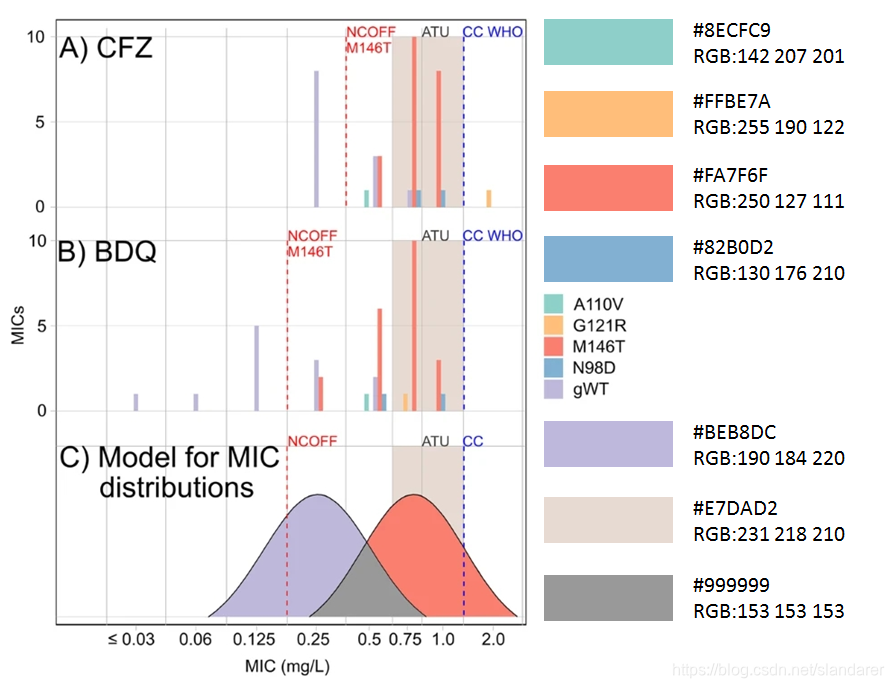 A) CFZ
NCOFF
M146T
ATU
CC WHO
10
5
0
B) BDQ
NCOFF
M146T
ATU
CC WHO
10
5
0
MICs
C) Model for MIC
distributions
NCOFF
ATU
CC
≤ 0.03 0.06 0.125 0.25 0.5 0.75 1.0 2.0
MIC (mg/L)
#8ECFC9
RGB:142 207 201
#FFBE7A
RGB:255 190 122
#FA7F6F
RGB:250 127 111
#82B0D2
RGB:130 176 210
A110V
G121R
M146T
N98D
gWT
#BEB8DC
RGB:190 184 220
#E7DAD2
RGB:231 218 210
#999999
RGB:153 153 153
https://blog.csdn.net/slandarer